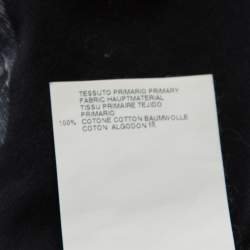 TESSUTO PRIMARIO PRIMARY
FABRIC HAUPTMATERIAL
TISSU PRIMAIRE TEJIDO
PRIMARIO
100% COTONE COTTON BAUMWOLLE
COTON ALGODON